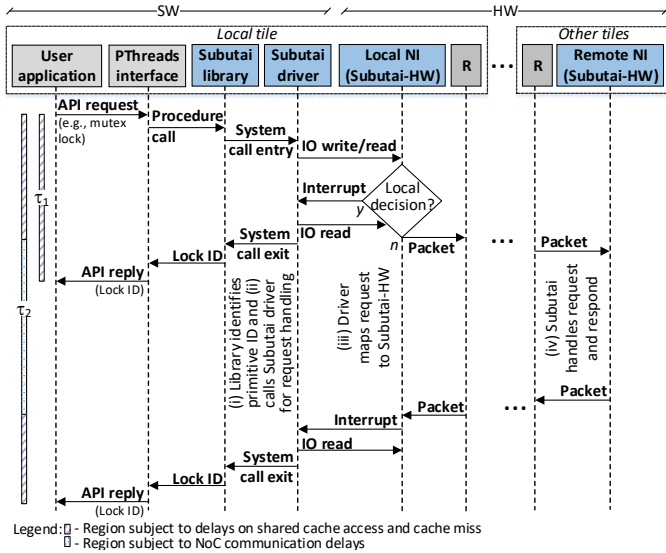 SW
HW
Local tile
Other tiles
User
application
PThreads
interface
Subutai
library
Subutai
driver
Local NI
(Subutai-HW)
R
R
Remote NI
(Subutai-HW)
API request
(e.g., mutex
lock)
Procedure
call
System
call entry
IO write/read
Interrupt
Local
decision?
y
n
IO read
System
call exit
Packet
Packet
Lock ID
API reply
(Lock ID)
τ1
τ2
(i) Library identifies
primitive ID and (ii)
calls Subutai driver
for request handling
(iii) Driver
maps request
to Subutai-HW
(iv) Subutai
handles request
and respond
Packet
Packet
Interrupt
IO read
System
call exit
Lock ID
API reply
(Lock ID)
Legend: - Region subject to delays on shared cache access and cache miss
- Region subject to NoC communication delays